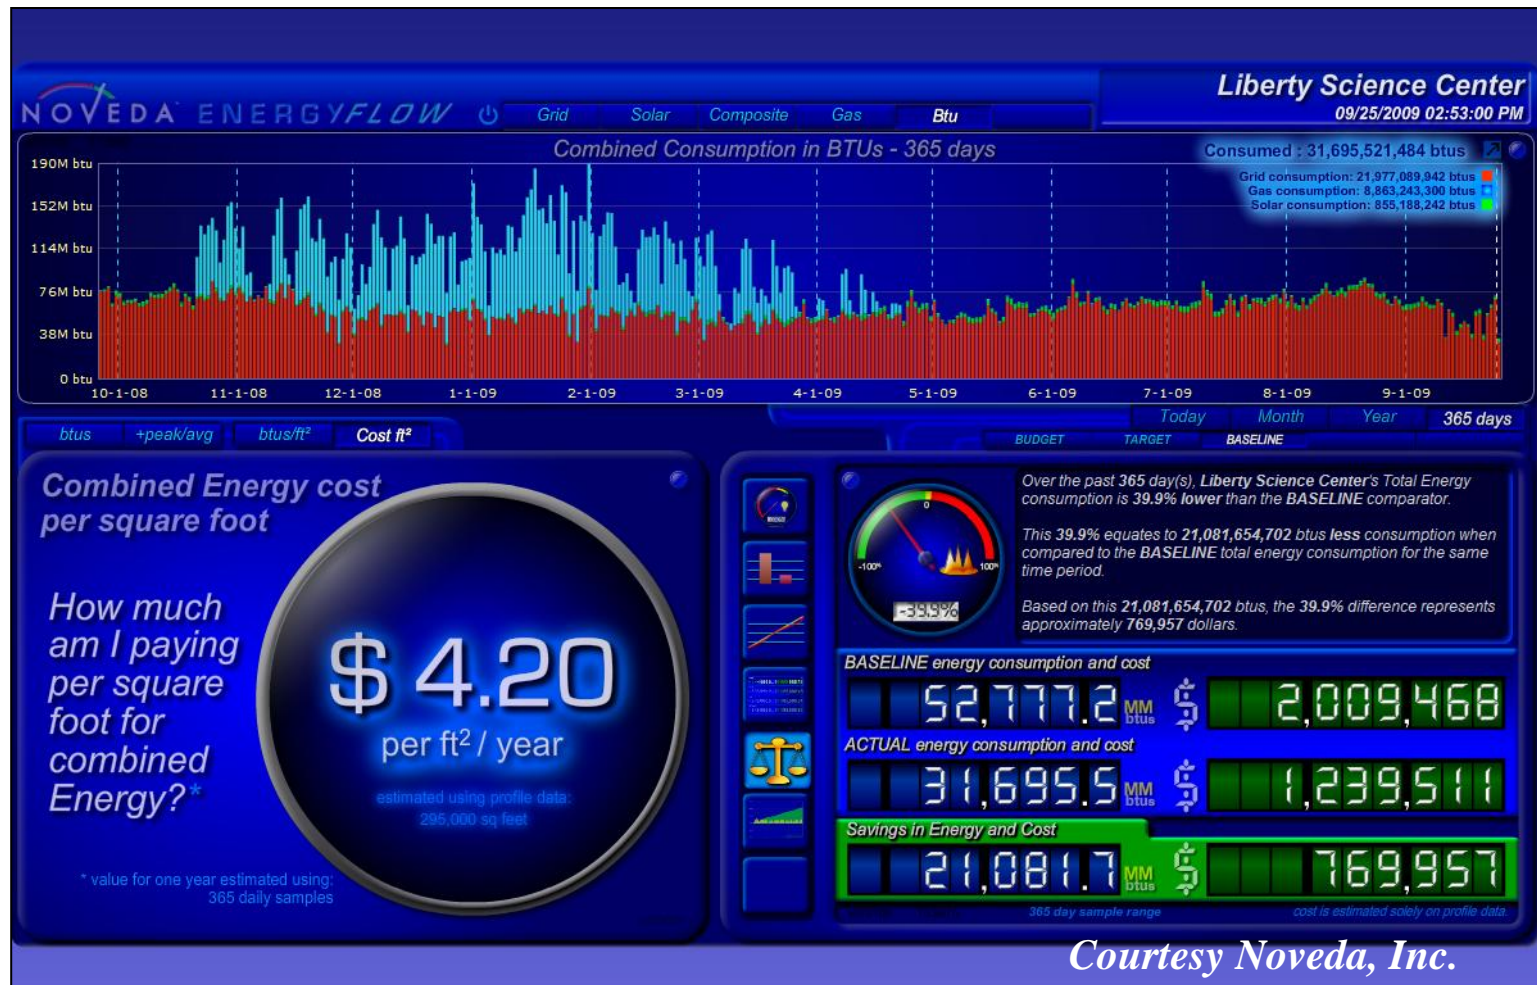 NOVEDA ENERGYFLOW
Grid Solar Composite Gas Btu
Liberty Science Center
09/25/2009 02:53:00 PM
Combined Consumption in BTUs - 365 days
Consumed : 31,695,521,484 btus
Grid consumption: 21,977,089,942 btus
Gas consumption: 8,863,243,300 btus
Solar consumption: 855,188,242 btus
190M btu
152M btu
114M btu
76M btu
38M btu
0 btu
10-1-08 11-1-08 12-1-08 1-1-09 2-1-09 3-1-09 4-1-09 5-1-09 6-1-09 7-1-09 8-1-09 9-1-09
Today Month Year 365 days
btus +peak/avg btus/ft² Cost ft²
BUDGET TARGET BASELINE
Combined Energy cost
per square foot
How much
am I paying
per square
foot for
combined
Energy?*
$ 4.20
per ft² / year
estimated using profile data:
295,000 sq feet
* value for one year estimated using:
365 daily samples
0
-100% 100%
-39.9%
Over the past 365 day(s), Liberty Science Center's Total Energy
consumption is 39.9% lower than the BASELINE comparator.
This 39.9% equates to 21,081,654,702 btus less consumption when
compared to the BASELINE total energy consumption for the same
time period.
Based on this 21,081,654,702 btus, the 39.9% difference represents
approximately 769,957 dollars.
BASELINE energy consumption and cost
52,777.2 MM btus $ 2,009,468
ACTUAL energy consumption and cost
31,695.5 MM btus $ 1,239,511
Savings in Energy and Cost
21,081.7 MM btus $ 769,957
365 day sample range
cost is estimated solely on profile data.
Courtesy Noveda, Inc.